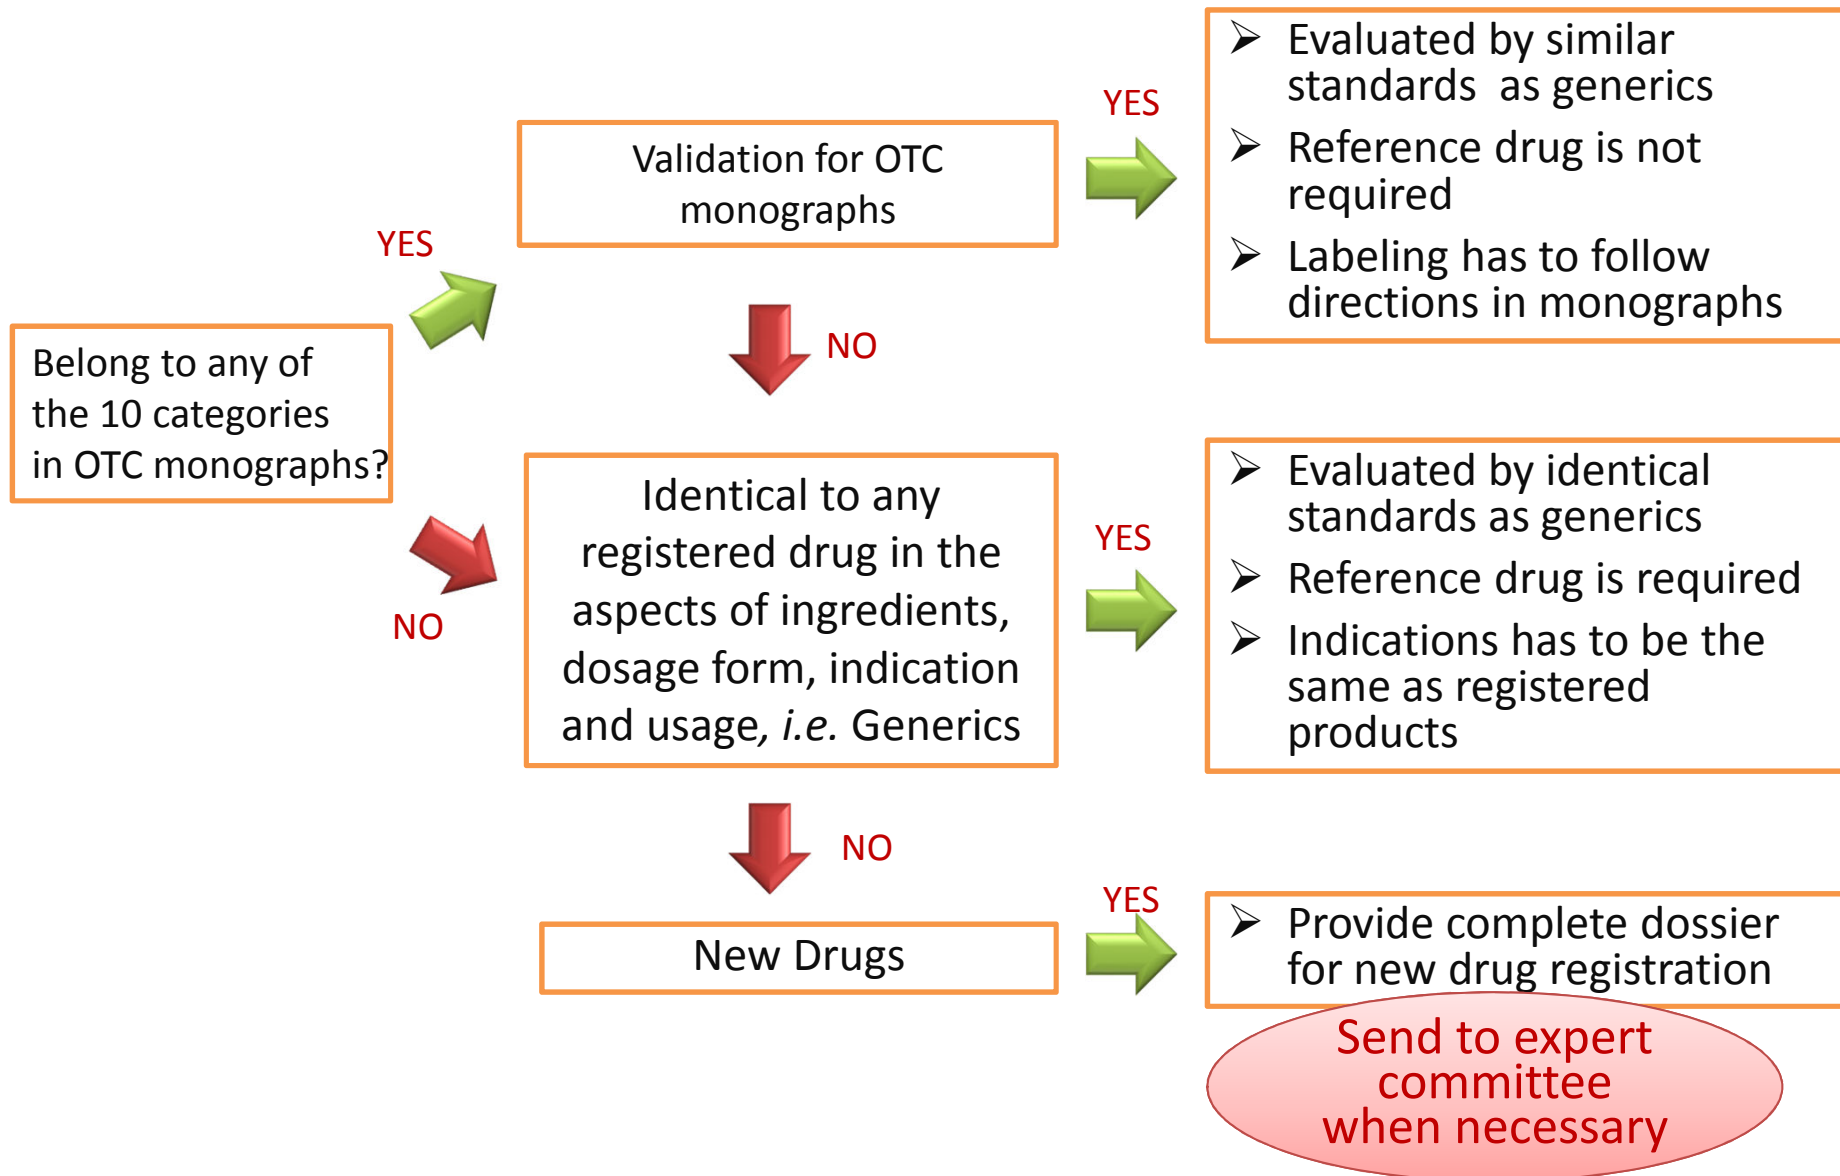 Belong to any of
the 10 categories
in OTC monographs?
YES
NO
Validation for OTC
monographs
YES
➢ Evaluated by similar
standards as generics
➢ Reference drug is not
required
➢ Labeling has to follow
directions in monographs
NO
Identical to any
registered drug in the
aspects of ingredients,
dosage form, indication
and usage, i.e. Generics
YES
➢ Evaluated by identical
standards as generics
➢ Reference drug is required
➢ Indications has to be the
same as registered
products
NO
New Drugs
YES
➢ Provide complete dossier
for new drug registration
Send to expert
committee
when necessary